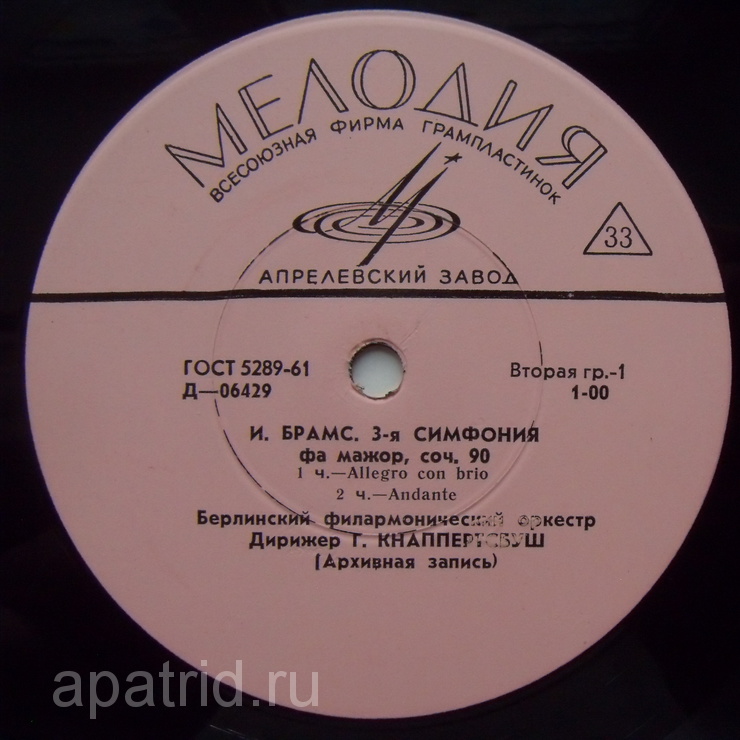 МЕЛОДИЯ
ВСЕСОЮЗНАЯ ФИРМА ГРАМПЛАСТИНОК
33
АПРЕЛЕВСКИЙ ЗАВОД
ГОСТ 5289-61
Вторая гр.-1
Д—06429
1-00
И. БРАМС. 3-я СИМФОНИЯ
фа мажор, соч. 90
1 ч.—Allegro con brio
2 ч.—Andante
Берлинский филармонический оркестр
Дирижер Г. КНАППЕРТСБУШ
(Архивная запись)
apatrid.ru